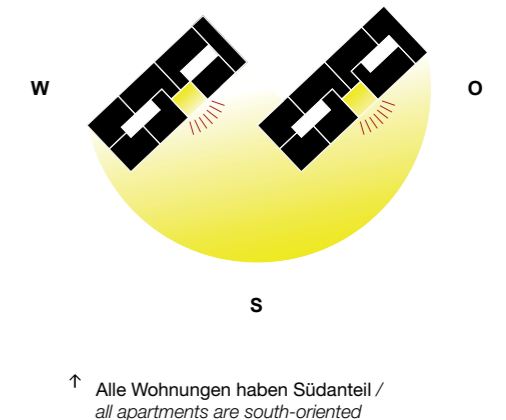 W
O
S
↑ Alle Wohnungen haben Südanteil /
all apartments are south-oriented